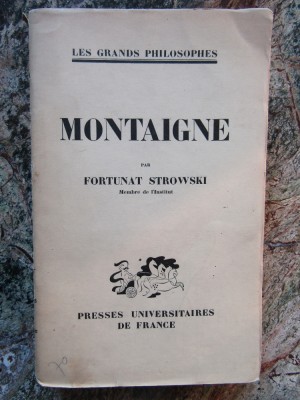 LES GRANDS PHILOSOPHES
MONTAIGNE
PAR
FORTUNAT STROWSKI
Membre de l'Institut
PRESSES UNIVERSITAIRES
DE FRANCE